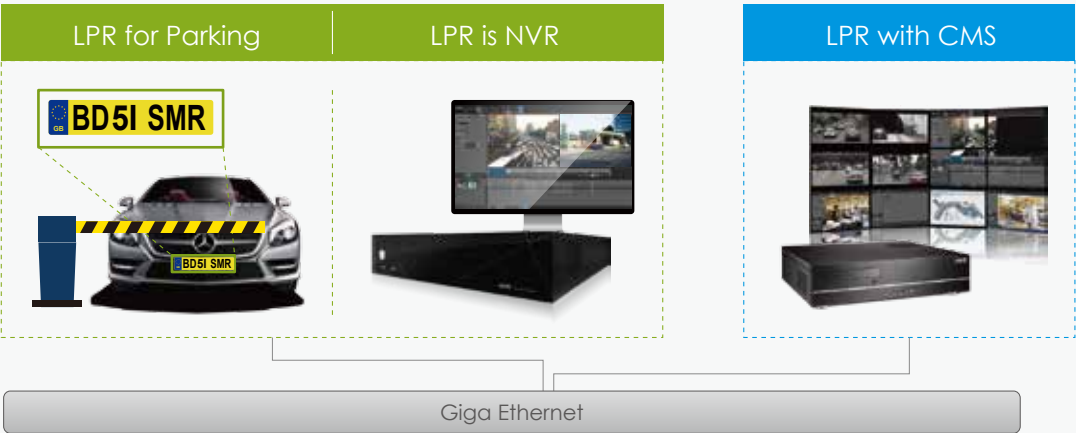 LPR for Parking
LPR is NVR
LPR with CMS
GB
BD5I SMR
BD5I SMR
Giga Ethernet